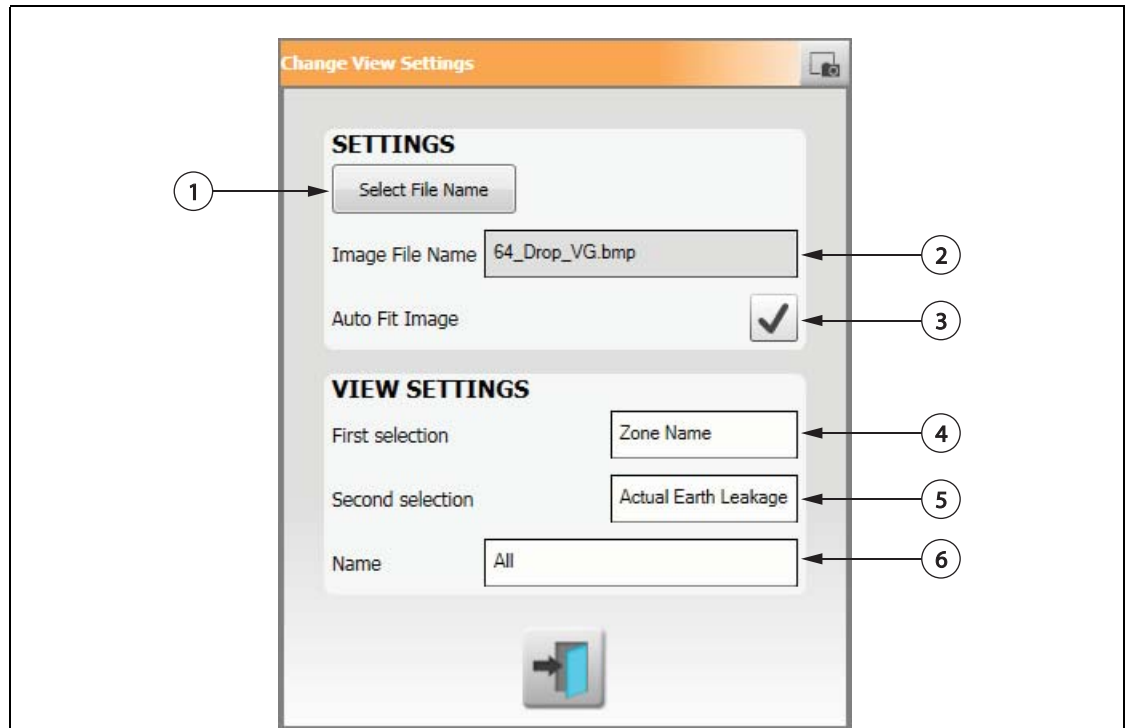 Change View Settings
SETTINGS
1
Select File Name
Image File Name 64_Drop_VG.bmp
2
Auto Fit Image
3
VIEW SETTINGS
First selection Zone Name
4
Second selection Actual Earth Leakage
5
Name All
6